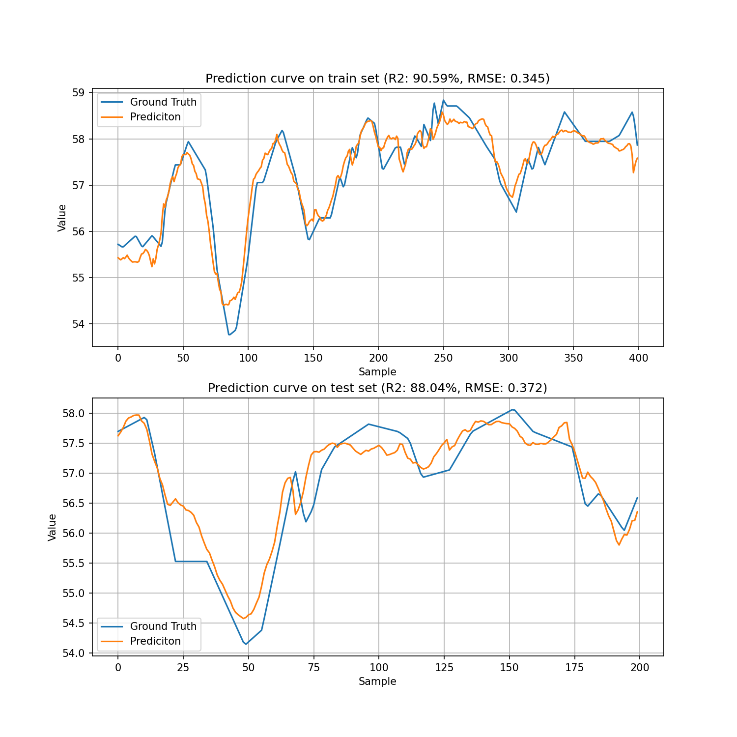 Prediction curve on train set (R2: 90.59%, RMSE: 0.345)
59
58
57
56
55
54
Value
Ground Truth
Prediciton
0 50 100 150 200 250 300 350 400
Sample
Prediction curve on test set (R2: 88.04%, RMSE: 0.372)
58.0
57.5
57.0
56.5
56.0
55.5
55.0
54.5
54.0
Value
Ground Truth
Prediciton
0 25 50 75 100 125 150 175 200
Sample